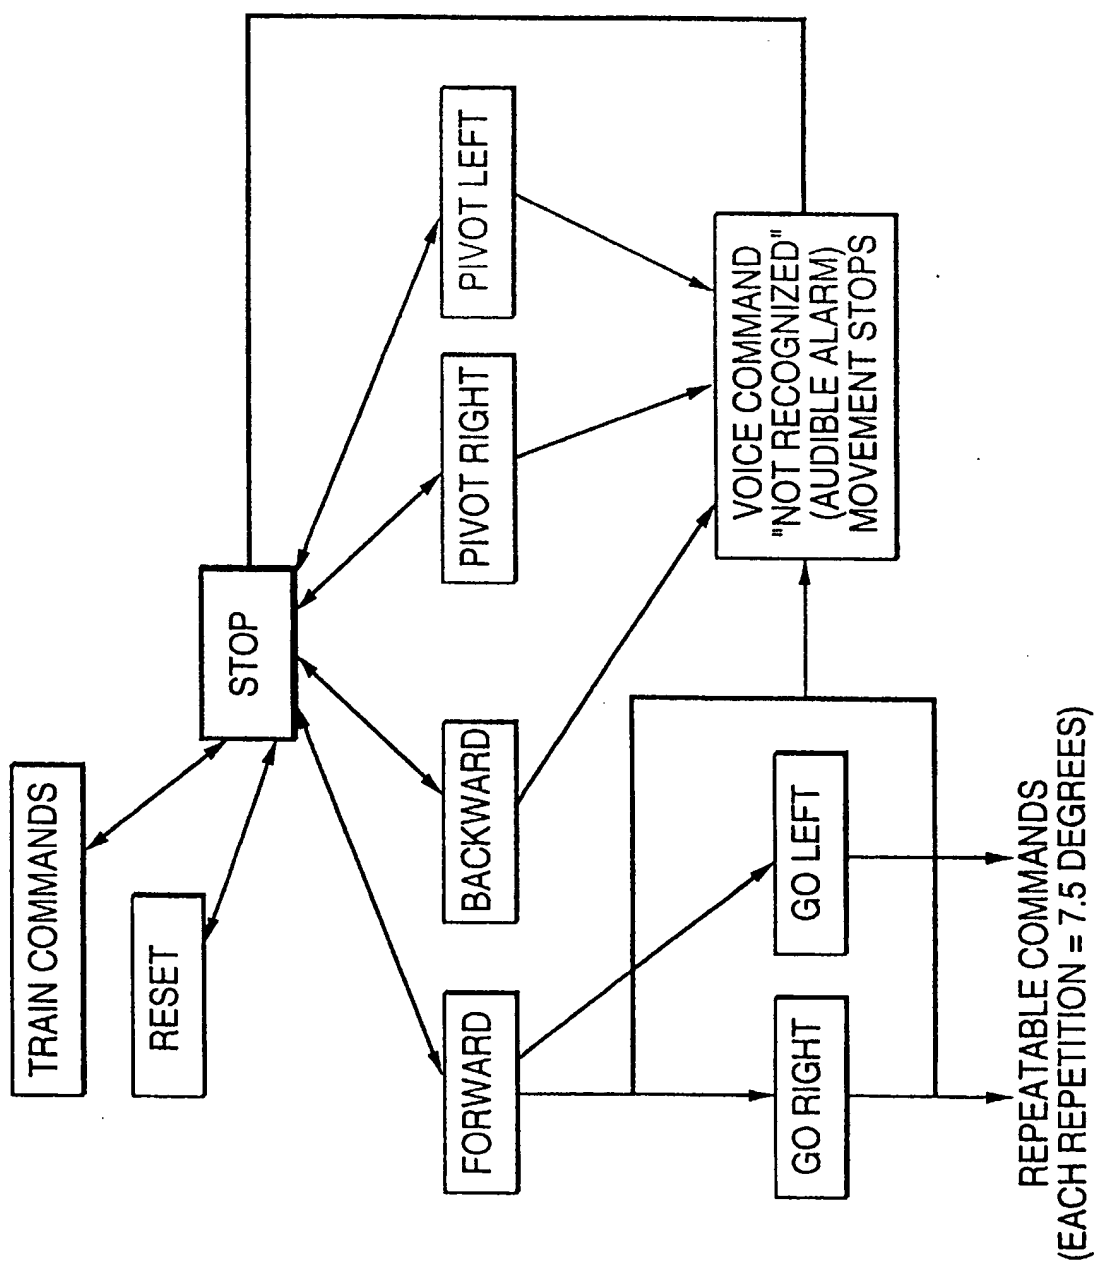 TRAIN COMMANDS
RESET
STOP
FORWARD
BACKWARD
PIVOT RIGHT
PIVOT LEFT
GO RIGHT
GO LEFT
VOICE COMMAND
"NOT RECOGNIZED"
(AUDIBLE ALARM)
MOVEMENT STOPS
REPEATABLE COMMANDS
(EACH REPETITION = 7.5 DEGREES)